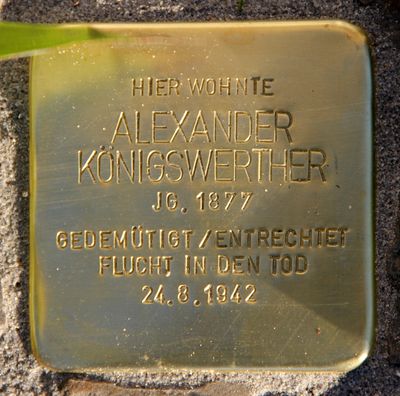 HIER WOHNTE
ALEXANDER
KÖNIGSWERTHER
JG. 1877
GEDEMÜTIGT / ENTRECHTET
FLUCHT IN DEN TOD
24.8.1942